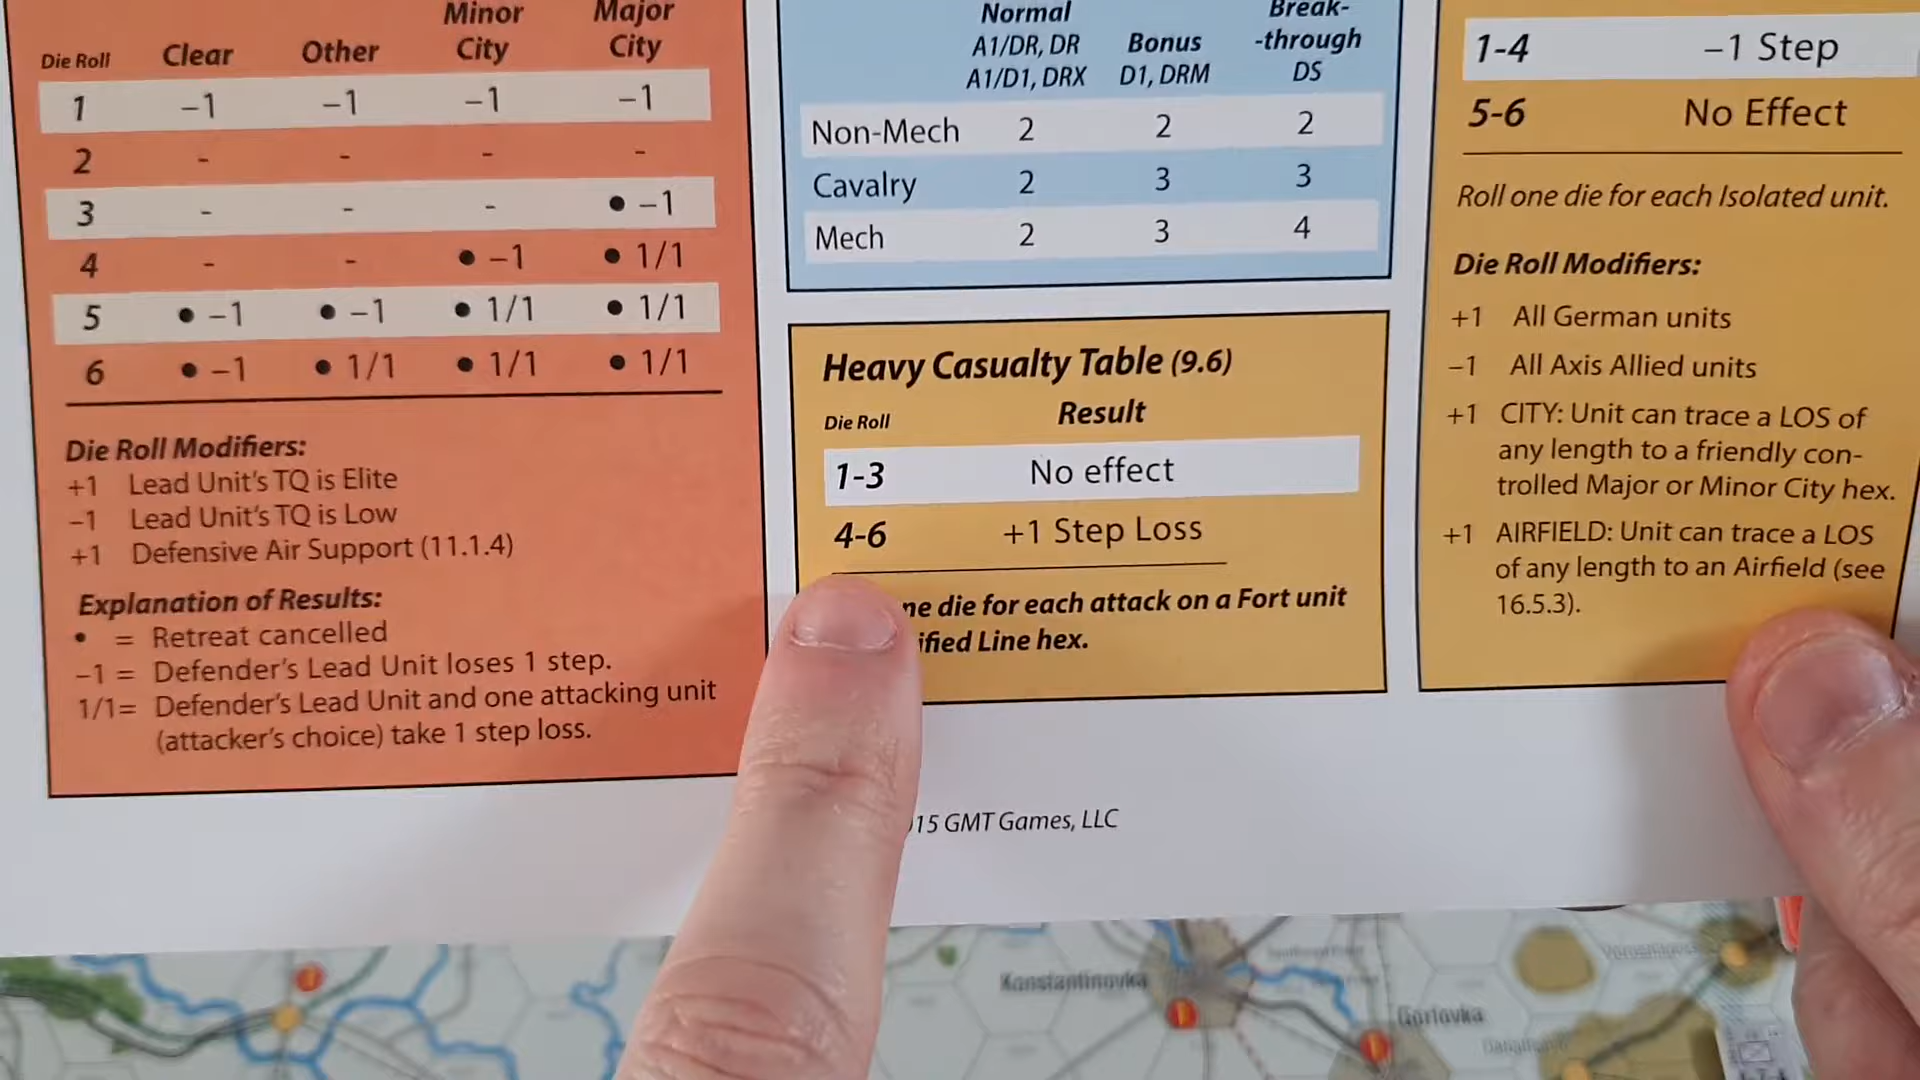 Die Roll Clear Other Minor City Major City
1 –1 –1 –1 –1
2 - - - -
3 - - - • –1
4 - - • –1 • 1/1
5 • –1 • –1 • 1/1 • 1/1
6 • –1 • 1/1 • 1/1 • 1/1
Die Roll Modifiers:
+1 Lead Unit's TQ is Elite
–1 Lead Unit's TQ is Low
+1 Defensive Air Support (11.1.4)
Explanation of Results:
• = Retreat cancelled
–1 = Defender's Lead Unit loses 1 step.
1/1= Defender's Lead Unit and one attacking unit
(attacker's choice) take 1 step loss.
Normal Break-
A1/DR, DR Bonus -through
A1/D1, DRX D1, DRM DS
Non-Mech 2 2 2
Cavalry 2 3 3
Mech 2 3 4
Heavy Casualty Table (9.6)
Die Roll Result
1-3 No effect
4-6 +1 Step Loss
ne die for each attack on a Fort unit
ified Line hex.
15 GMT Games, LLC
1-4 –1 Step
5-6 No Effect
Roll one die for each Isolated unit.
Die Roll Modifiers:
+1 All German units
–1 All Axis Allied units
+1 CITY: Unit can trace a LOS of
any length to a friendly con-
trolled Major or Minor City hex.
+1 AIRFIELD: Unit can trace a LOS
of any length to an Airfield (see
16.5.3).
Konstantinovka
Gorlovka